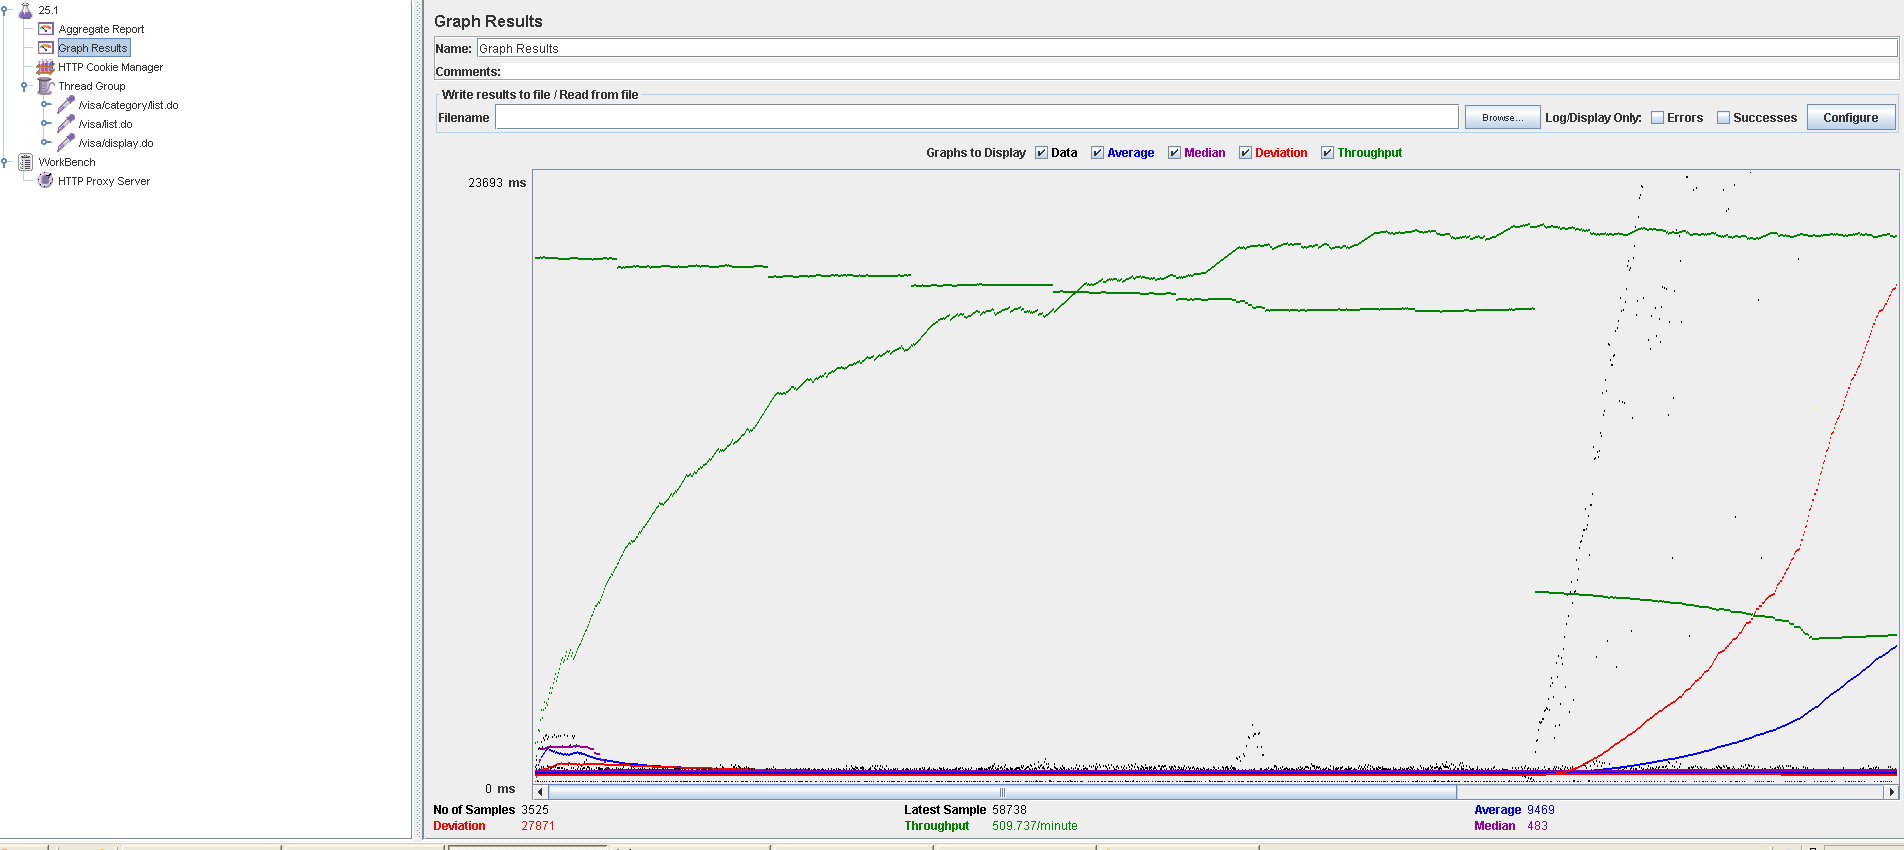 25.1
Aggregate Report
Graph Results
HTTP Cookie Manager
Thread Group
/visa/category/list.do
/visa/list.do
/visa/display.do
WorkBench
HTTP Proxy Server
Graph Results
Name: Graph Results
Comments:
Write results to file / Read from file
Filename Browse... Log/Display Only: Errors Successes Configure
Graphs to Display Data Average Median Deviation Throughput
23693 ms
0 ms
No of Samples 3525 Latest Sample 58738 Average 9469
Deviation 27871 Throughput 509.737/minute Median 483